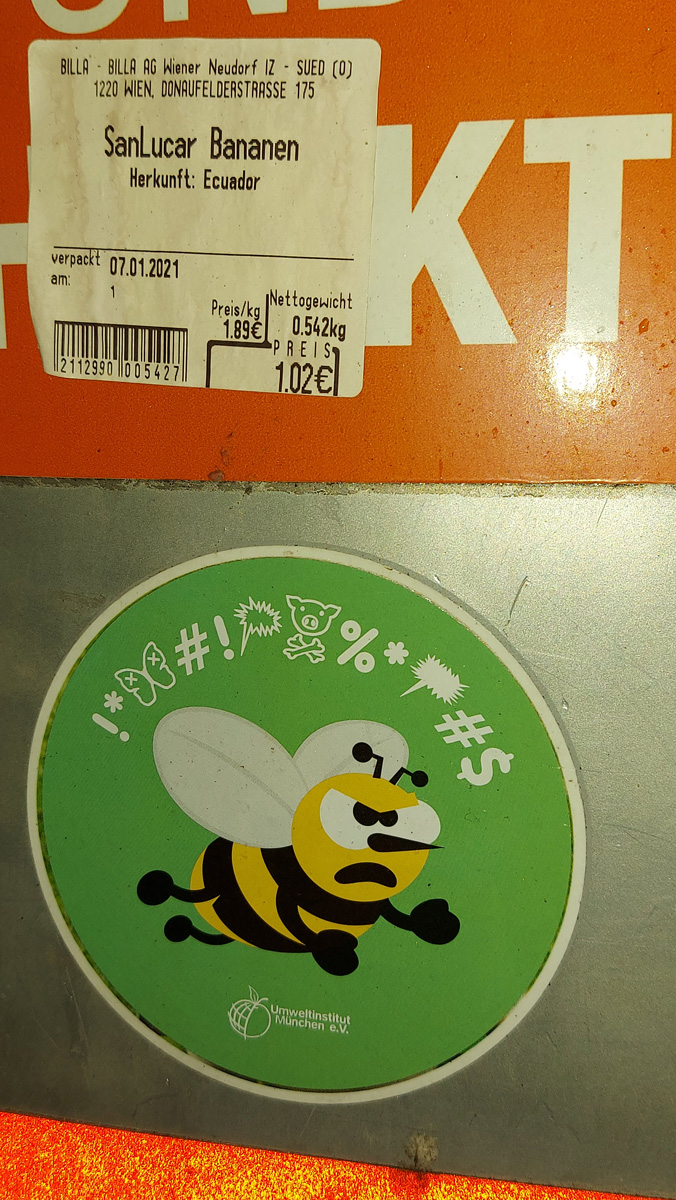 BILLA - BILLA AG Wiener Neudorf IZ - SUED (0)
1220 WIEN, DONAUFELDERSTRASSE 175
SanLucar Bananen
Herkunft: Ecuador
verpackt am: 07.01.2021
1
Preis/kg
1.89€
Nettogewicht
0.542kg
PREIS
1.02€
2112990 005427
KT
!*#!%*#$
Umweltinstitut
München e.V.